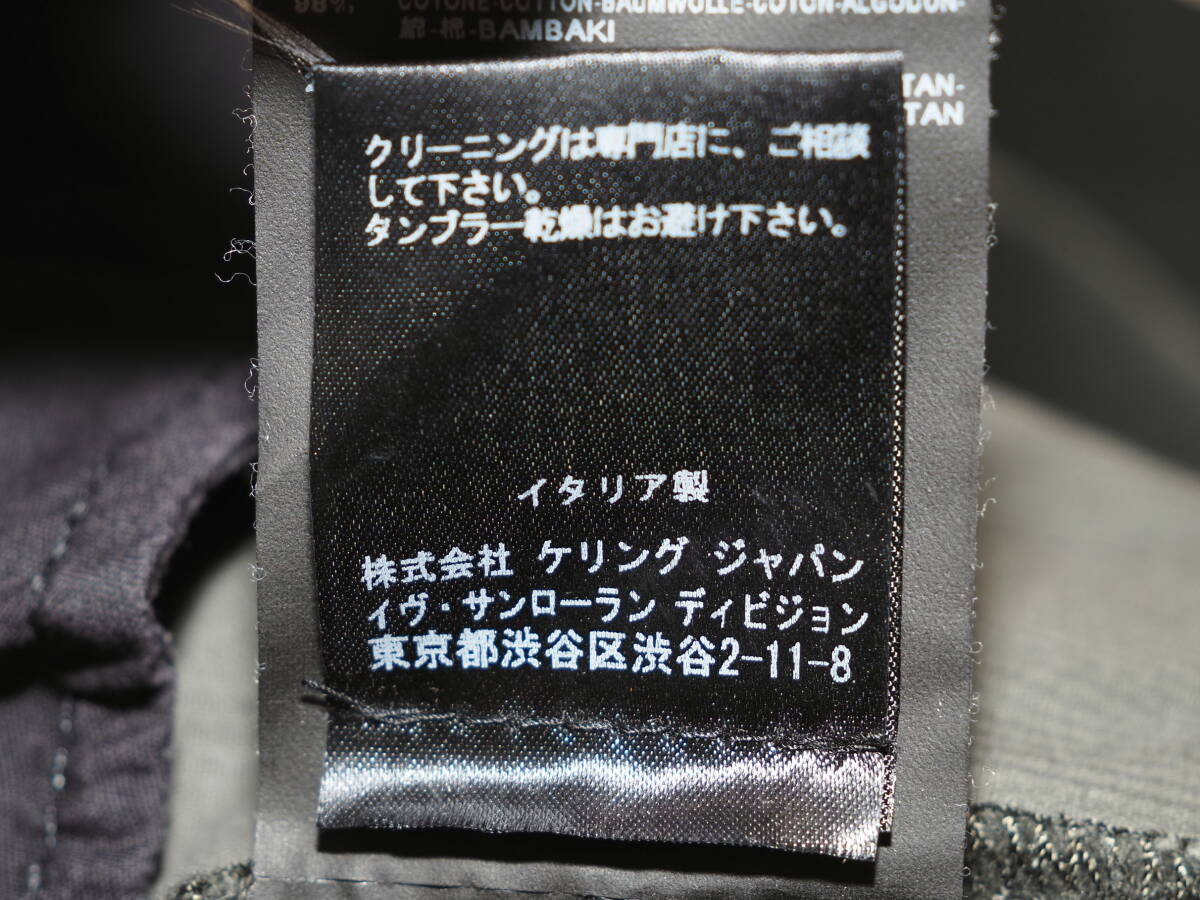 98%, COTONE-COTTON-BAUMWOLLE-COTON-ALGODON-
綿-棉-BAMBAKI
TAN-
TAN
クリーニングは専門店に、ご相談
して下さい。
タンブラー乾燥はお避け下さい。
イタリア製
株式会社 ケリング ジャパン
イヴ・サンローラン ディビジョン
東京都渋谷区渋谷2-11-8